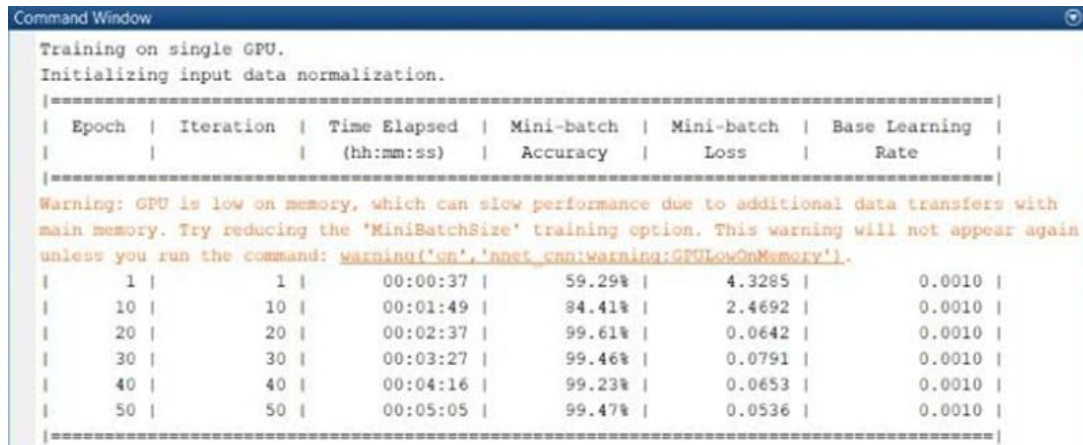 Command Window
Training on single GPU.
Initializing input data normalization.
|=========================================================================================|
| Epoch | Iteration | Time Elapsed | Mini-batch | Mini-batch | Base Learning |
| | | (hh:mm:ss) | Accuracy | Loss | Rate |
|=========================================================================================|
Warning: GPU is low on memory, which can slow performance due to additional data transfers with
main memory. Try reducing the 'MiniBatchSize' training option. This warning will not appear again
unless you run the command: warning('on','nnet_cnn:warning:GPULowOnMemory').
| 1 | 1 | 00:00:37 | 59.29% | 4.3285 | 0.0010 |
| 10 | 10 | 00:01:49 | 84.41% | 2.4692 | 0.0010 |
| 20 | 20 | 00:02:37 | 99.61% | 0.0642 | 0.0010 |
| 30 | 30 | 00:03:27 | 99.46% | 0.0791 | 0.0010 |
| 40 | 40 | 00:04:16 | 99.23% | 0.0653 | 0.0010 |
| 50 | 50 | 00:05:05 | 99.47% | 0.0536 | 0.0010 |
|=========================================================================================|